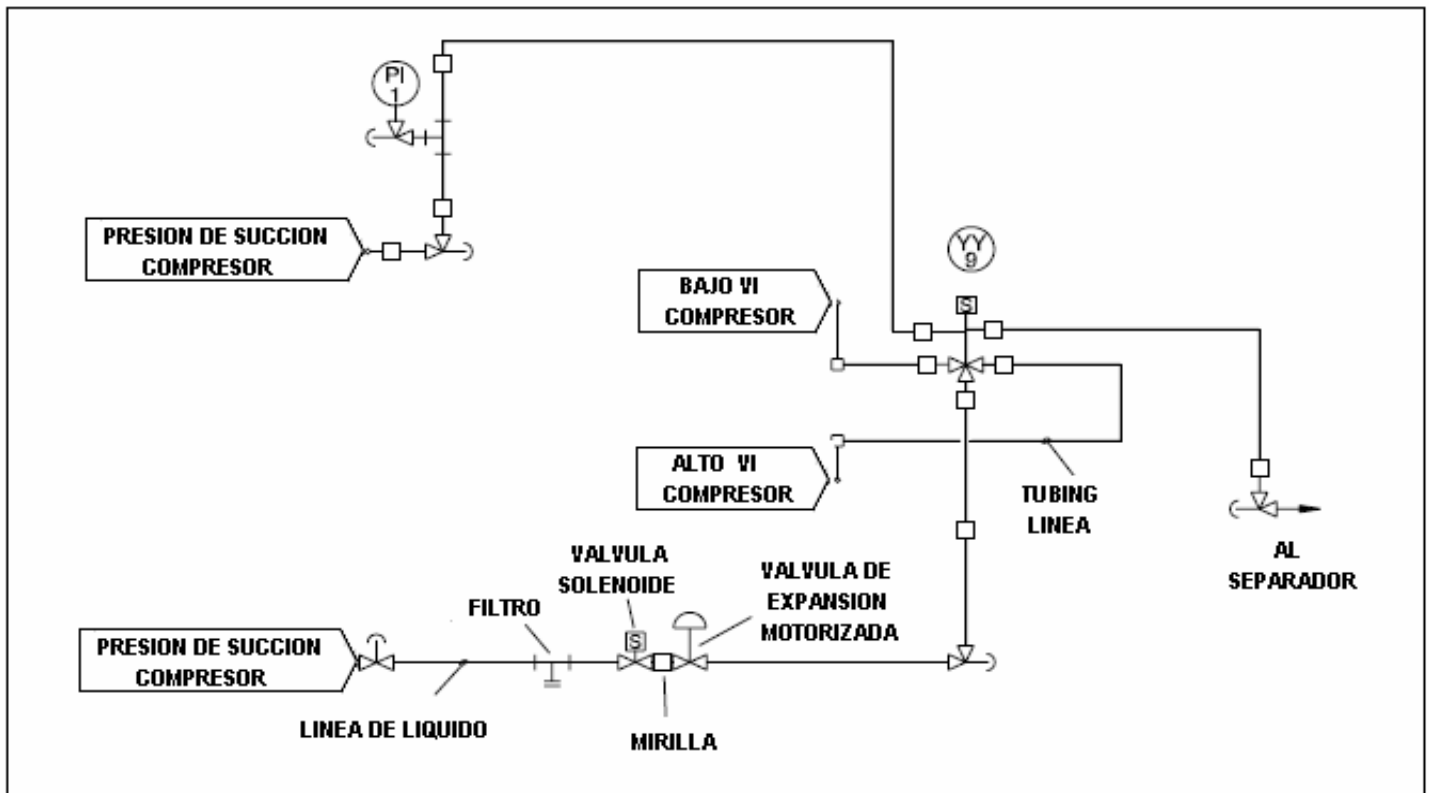 PI
1
PRESION DE SUCCION
COMPRESOR
YY
9
S
BAJO VI
COMPRESOR
ALTO VI
COMPRESOR
TUBING
LINEA
AL
SEPARADOR
VALVULA
SOLENOIDE
S
VALVULA DE
EXPANSION
MOTORIZADA
FILTRO
PRESION DE SUCCION
COMPRESOR
LINEA DE LIQUIDO
MIRILLA